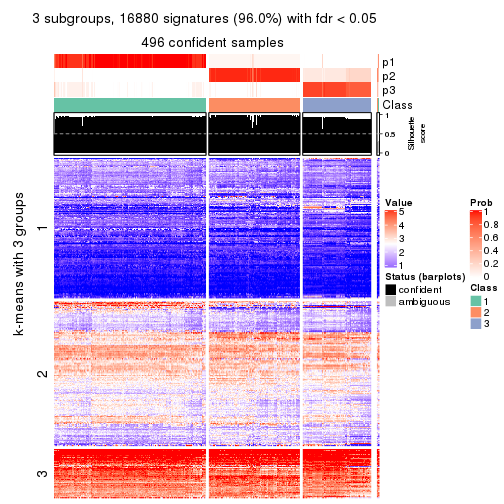 3 subgroups, 16880 signatures (96.0%) with fdr < 0.05
496 confident samples
p1
p2
p3
Class
1
0.5
0
Silhouette
score
k-means with 3 groups
1
2
3
Value
5
4
3
2
1
Status (barplots)
confident
ambiguous
Prob
1
0.8
0.6
0.4
0.2
0
Class
1
2
3